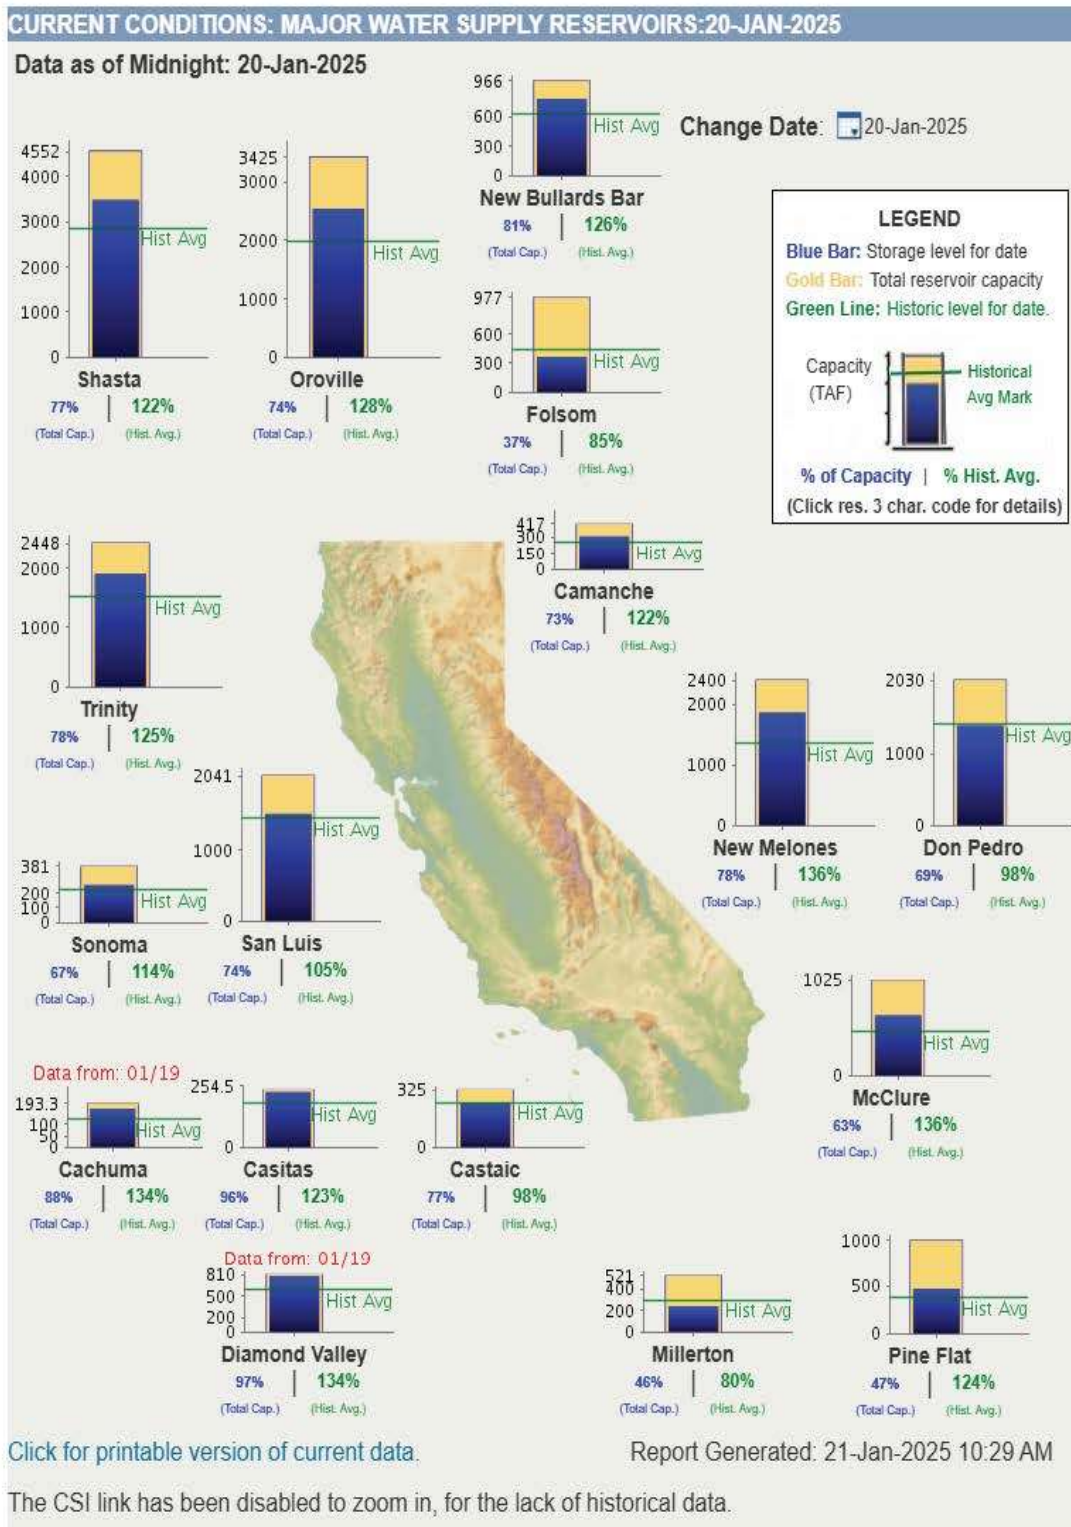 CURRENT CONDITIONS: MAJOR WATER SUPPLY RESERVOIRS:20-JAN-2025
Data as of Midnight: 20-Jan-2025
Change Date: 20-Jan-2025
4552
4000
3000
2000
1000
0
Hist Avg
Shasta
77% | 122%
(Total Cap.) (Hist. Avg.)
3425
3000
2000
1000
0
Hist Avg
Oroville
74% | 128%
(Total Cap.) (Hist. Avg.)
966
600
300
0
Hist Avg
New Bullards Bar
81% | 126%
(Total Cap.) (Hist. Avg.)
977
600
300
0
Hist Avg
Folsom
37% | 85%
(Total Cap.) (Hist. Avg.)
LEGEND
Blue Bar: Storage level for date
Gold Bar: Total reservoir capacity
Green Line: Historic level for date.
Capacity
(TAF)
Historical
Avg Mark
% of Capacity | % Hist. Avg.
(Click res. 3 char. code for details)
2448
2000
1000
0
Hist Avg
Trinity
78% | 125%
(Total Cap.) (Hist. Avg.)
417
300
150
0
Hist Avg
Camanche
73% | 122%
(Total Cap.) (Hist. Avg.)
2400
2000
1000
0
Hist Avg
New Melones
78% | 136%
(Total Cap.) (Hist. Avg.)
2030
1000
0
Hist Avg
Don Pedro
69% | 98%
(Total Cap.) (Hist. Avg.)
381
200
100
0
Hist Avg
Sonoma
67% | 114%
(Total Cap.) (Hist. Avg.)
2041
1000
0
Hist Avg
San Luis
74% | 105%
(Total Cap.) (Hist. Avg.)
1025
0
Hist Avg
McClure
63% | 136%
(Total Cap.) (Hist. Avg.)
Data from: 01/19
193.3
100
50
0
Hist Avg
Cachuma
88% | 134%
(Total Cap.) (Hist. Avg.)
254.5
0
Hist Avg
Casitas
96% | 123%
(Total Cap.) (Hist. Avg.)
325
0
Hist Avg
Castaic
77% | 98%
(Total Cap.) (Hist. Avg.)
Data from: 01/19
810
500
200
0
Hist Avg
Diamond Valley
97% | 134%
(Total Cap.) (Hist. Avg.)
521
400
200
0
Hist Avg
Millerton
46% | 80%
(Total Cap.) (Hist. Avg.)
1000
500
0
Hist Avg
Pine Flat
47% | 124%
(Total Cap.) (Hist. Avg.)
Click for printable version of current data.
Report Generated: 21-Jan-2025 10:29 AM
The CSI link has been disabled to zoom in, for the lack of historical data.